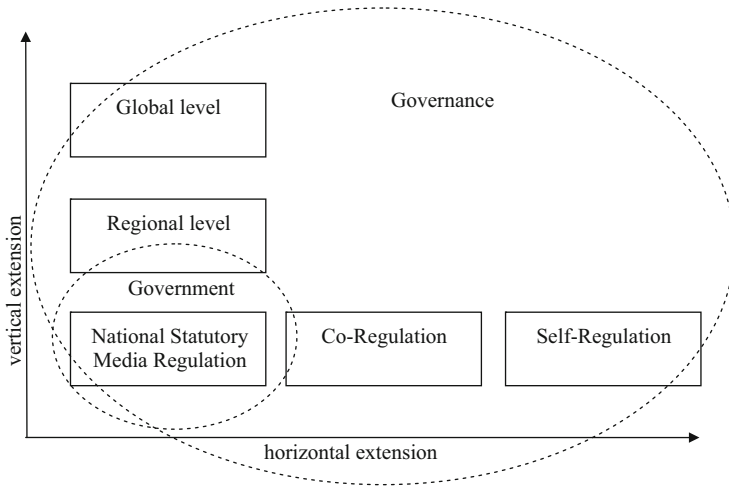 Global level
Governance
Regional level
vertical extension
Government
National Statutory
Media Regulation
Co-Regulation
Self-Regulation
horizontal extension